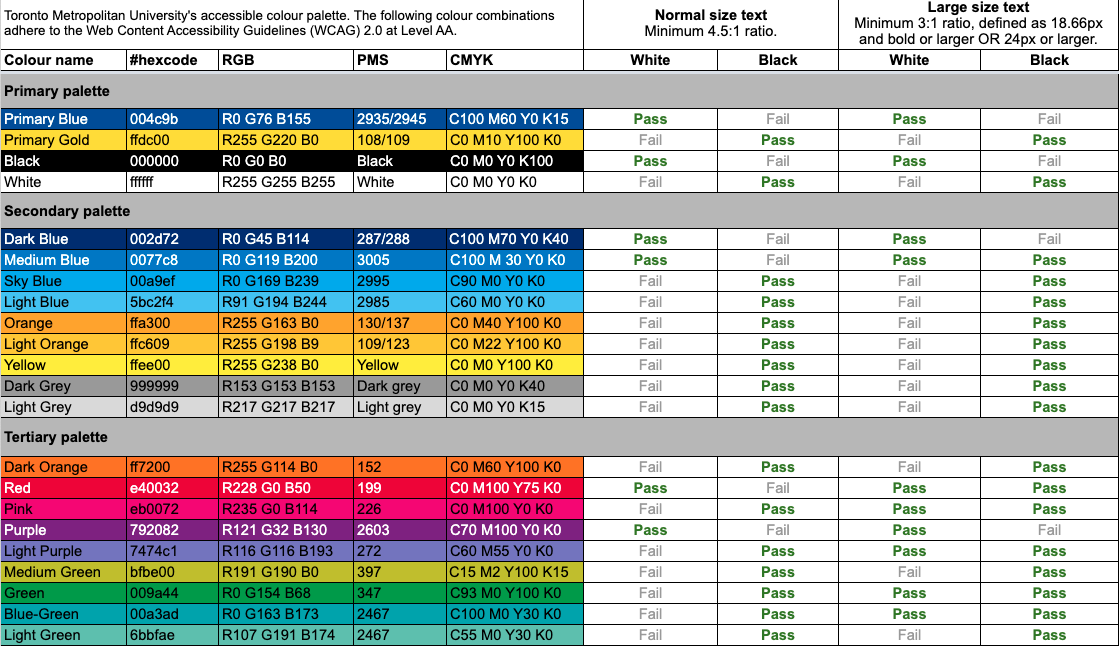 Toronto Metropolitan University's accessible colour palette. The following colour combinations
adhere to the Web Content Accessibility Guidelines (WCAG) 2.0 at Level AA.
Normal size text
Minimum 4.5:1 ratio.
Large size text
Minimum 3:1 ratio, defined as 18.66px
and bold or larger OR 24px or larger.
Colour name #hexcode RGB PMS CMYK White Black White Black
Primary palette
Primary Blue 004c9b R0 G76 B155 2935/2945 C100 M60 Y0 K15 Pass Fail Pass Fail
Primary Gold ffdc00 R255 G220 B0 108/109 C0 M10 Y100 K0 Fail Pass Fail Pass
Black 000000 R0 G0 B0 Black C0 M0 Y0 K100 Pass Fail Pass Fail
White ffffff R255 G255 B255 White C0 M0 Y0 K0 Fail Pass Fail Pass
Secondary palette
Dark Blue 002d72 R0 G45 B114 287/288 C100 M70 Y0 K40 Pass Fail Pass Fail
Medium Blue 0077c8 R0 G119 B200 3005 C100 M 30 Y0 K0 Pass Fail Pass Pass
Sky Blue 00a9ef R0 G169 B239 2995 C90 M0 Y0 K0 Fail Pass Fail Pass
Light Blue 5bc2f4 R91 G194 B244 2985 C60 M0 Y0 K0 Fail Pass Fail Pass
Orange ffa300 R255 G163 B0 130/137 C0 M40 Y100 K0 Fail Pass Fail Pass
Light Orange ffc609 R255 G198 B9 109/123 C0 M22 Y100 K0 Fail Pass Fail Pass
Yellow ffee00 R255 G238 B0 Yellow C0 M0 Y100 K0 Fail Pass Fail Pass
Dark Grey 999999 R153 G153 B153 Dark grey C0 M0 Y0 K40 Fail Pass Fail Pass
Light Grey d9d9d9 R217 G217 B217 Light grey C0 M0 Y0 K15 Fail Pass Fail Pass
Tertiary palette
Dark Orange ff7200 R255 G114 B0 152 C0 M60 Y100 K0 Fail Pass Fail Pass
Red e40032 R228 G0 B50 199 C0 M100 Y75 K0 Pass Fail Pass Pass
Pink eb0072 R235 G0 B114 226 C0 M100 Y0 K0 Fail Pass Pass Pass
Purple 792082 R121 G32 B130 2603 C70 M100 Y0 K0 Pass Fail Pass Fail
Light Purple 7474c1 R116 G116 B193 272 C60 M55 Y0 K0 Fail Pass Pass Pass
Medium Green bfbe00 R191 G190 B0 397 C15 M2 Y100 K15 Fail Pass Fail Pass
Green 009a44 R0 G154 B68 347 C93 M0 Y100 K0 Fail Pass Pass Pass
Blue-Green 00a3ad R0 G163 B173 2467 C100 M0 Y30 K0 Fail Pass Pass Pass
Light Green 6bbfae R107 G191 B174 2467 C55 M0 Y30 K0 Fail Pass Fail Pass